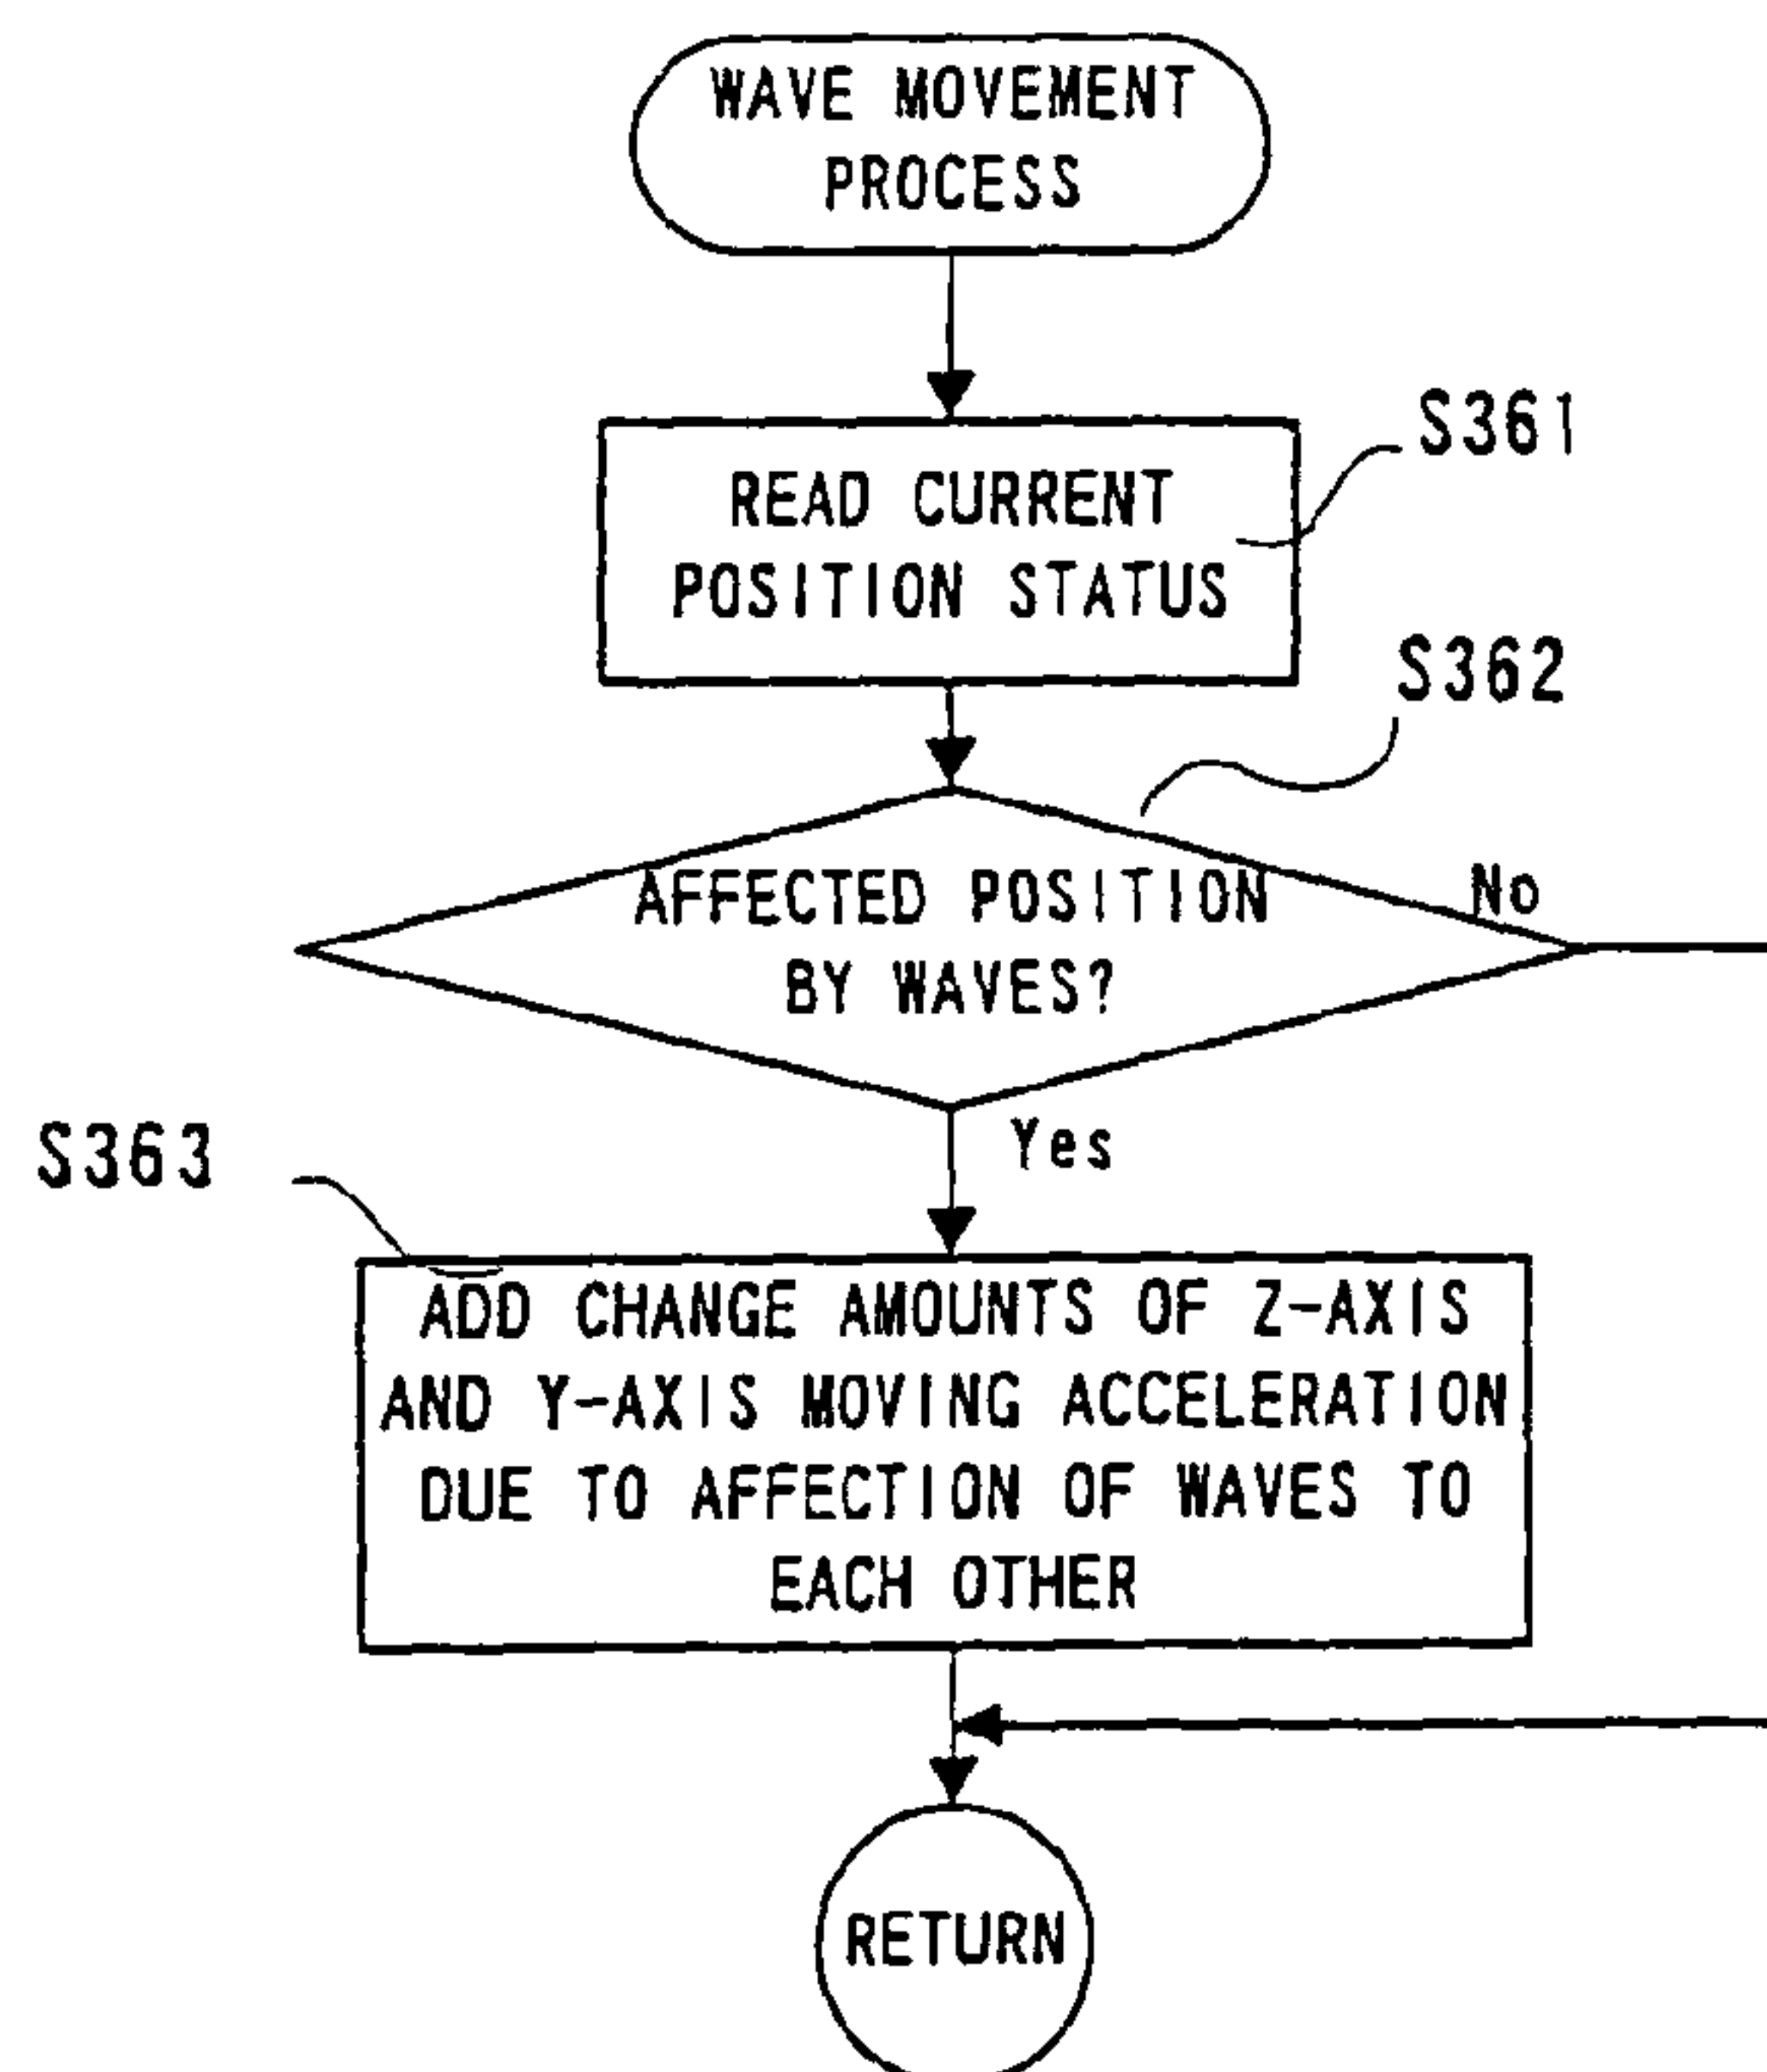 WAVE MOVEMENT
PROCESS
S361
READ CURRENT
POSITION STATUS
S362
AFFECTED POSITION
BY WAVES?
No
Yes
S363
ADD CHANGE AMOUNTS OF Z-AXIS
AND Y-AXIS MOVING ACCELERATION
DUE TO AFFECTION OF WAVES TO
EACH OTHER
RETURN